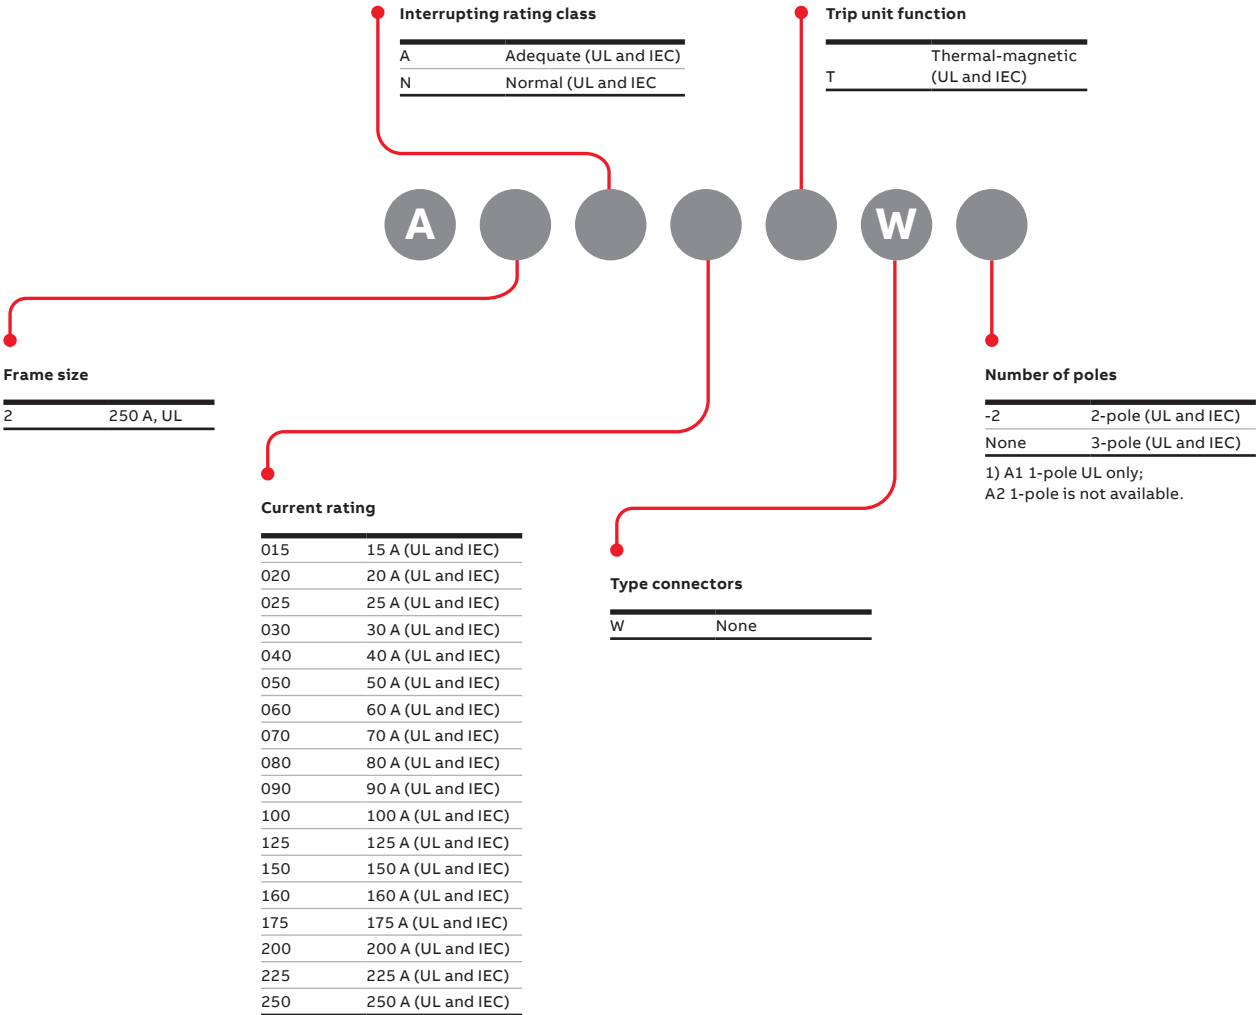 Interrupting rating class
A Adequate (UL and IEC)
N Normal (UL and IEC
Trip unit function
T Thermal-magnetic
(UL and IEC)
A W
Frame size
2 250 A, UL
Current rating
015 15 A (UL and IEC)
020 20 A (UL and IEC)
025 25 A (UL and IEC)
030 30 A (UL and IEC)
040 40 A (UL and IEC)
050 50 A (UL and IEC)
060 60 A (UL and IEC)
070 70 A (UL and IEC)
080 80 A (UL and IEC)
090 90 A (UL and IEC)
100 100 A (UL and IEC)
125 125 A (UL and IEC)
150 150 A (UL and IEC)
160 160 A (UL and IEC)
175 175 A (UL and IEC)
200 200 A (UL and IEC)
225 225 A (UL and IEC)
250 250 A (UL and IEC)
Type connectors
W None
Number of poles
-2 2-pole (UL and IEC)
None 3-pole (UL and IEC)
1) A1 1-pole UL only;
A2 1-pole is not available.